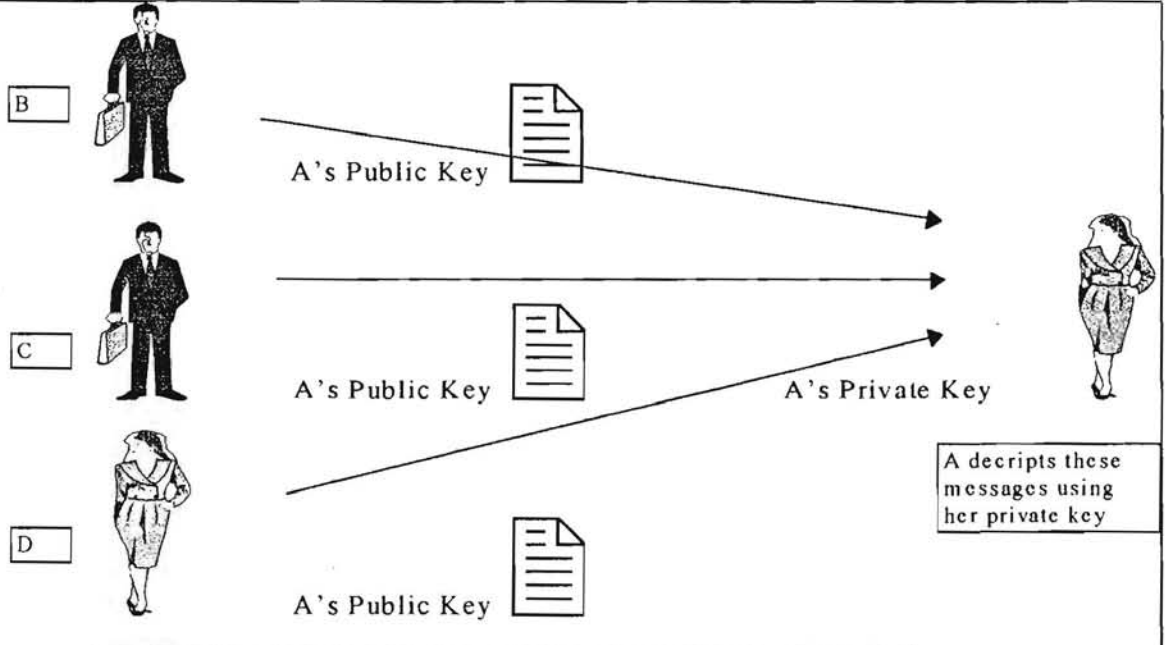 B
A's Public Key
C
A's Public Key
A's Private Key
D
A's Public Key
A decripts these
messages using
her private key